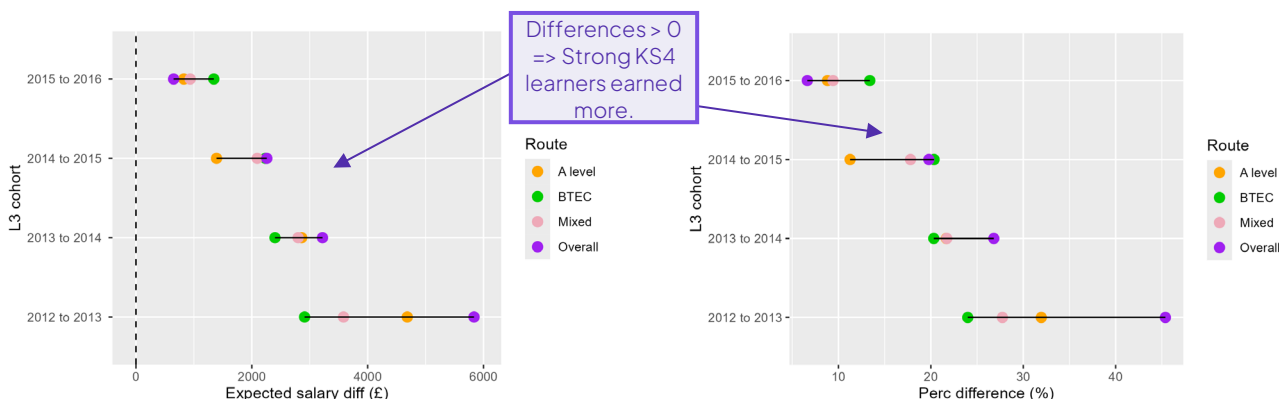 Differences > 0
=> Strong KS4
learners earned
more.
L3 cohort
2015 to 2016
2014 to 2015
2013 to 2014
2012 to 2013
0
2000
4000
6000
Expected salary diff (£)
Route
A level
BTEC
Mixed
Overall
L3 cohort
2015 to 2016
2014 to 2015
2013 to 2014
2012 to 2013
10
20
30
40
Perc difference (%)
Route
A level
BTEC
Mixed
Overall